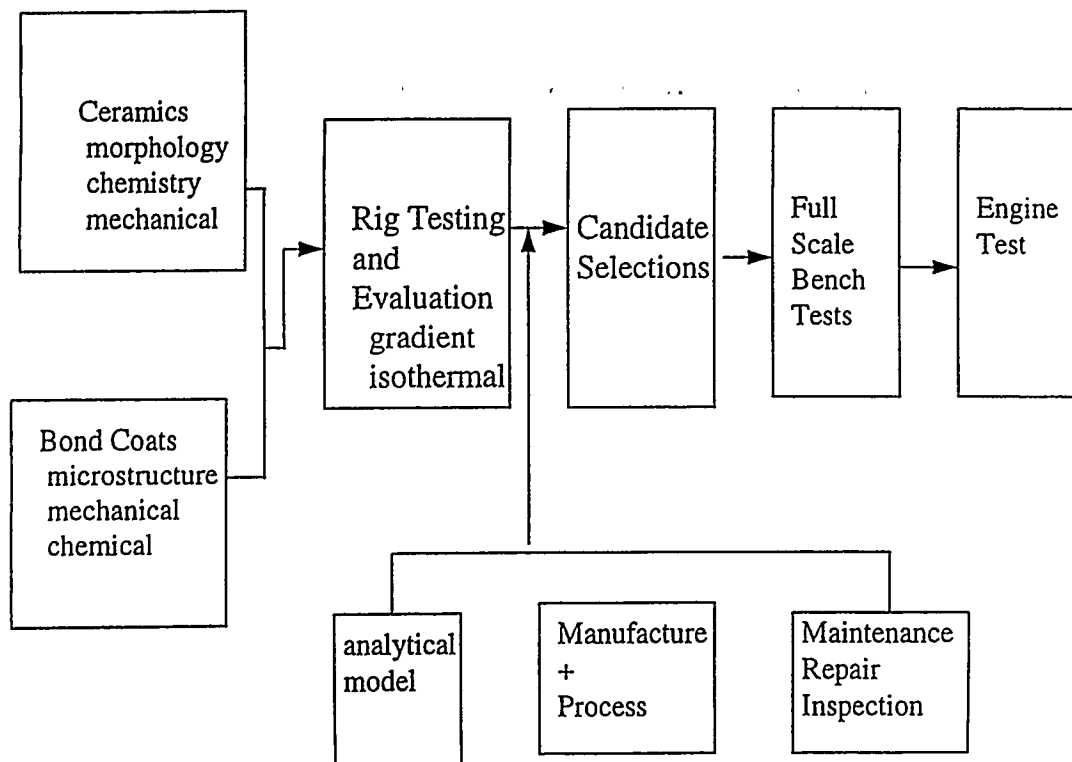 Ceramics
morphology
chemistry
mechanical
Bond Coats
microstructure
mechanical
chemical
Rig Testing
and
Evaluation
gradient
isothermal
Candidate
Selections
Full
Scale
Bench
Tests
Engine
Test
analytical
model
Manufacture
+
Process
Maintenance
Repair
Inspection